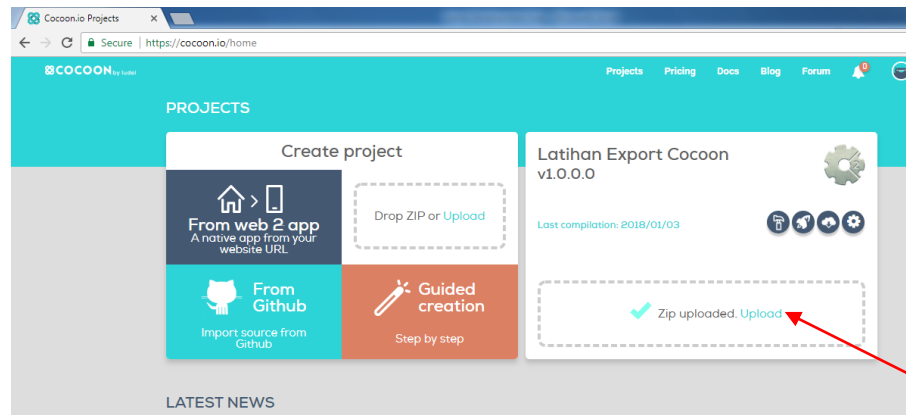 Cocoon.io Projects
Secure https://cocoon.io/home
COCOON by ludei
Projects Pricing Docs Blog Forum
PROJECTS
Create project
From web 2 app
A native app from your
website URL
Drop ZIP or Upload
From
Github
Import source from
Github
Guided
creation
Step by step
Latihan Export Cocoon
v1.0.0.0
Last compilation: 2018/01/03
Zip uploaded. Upload
LATEST NEWS